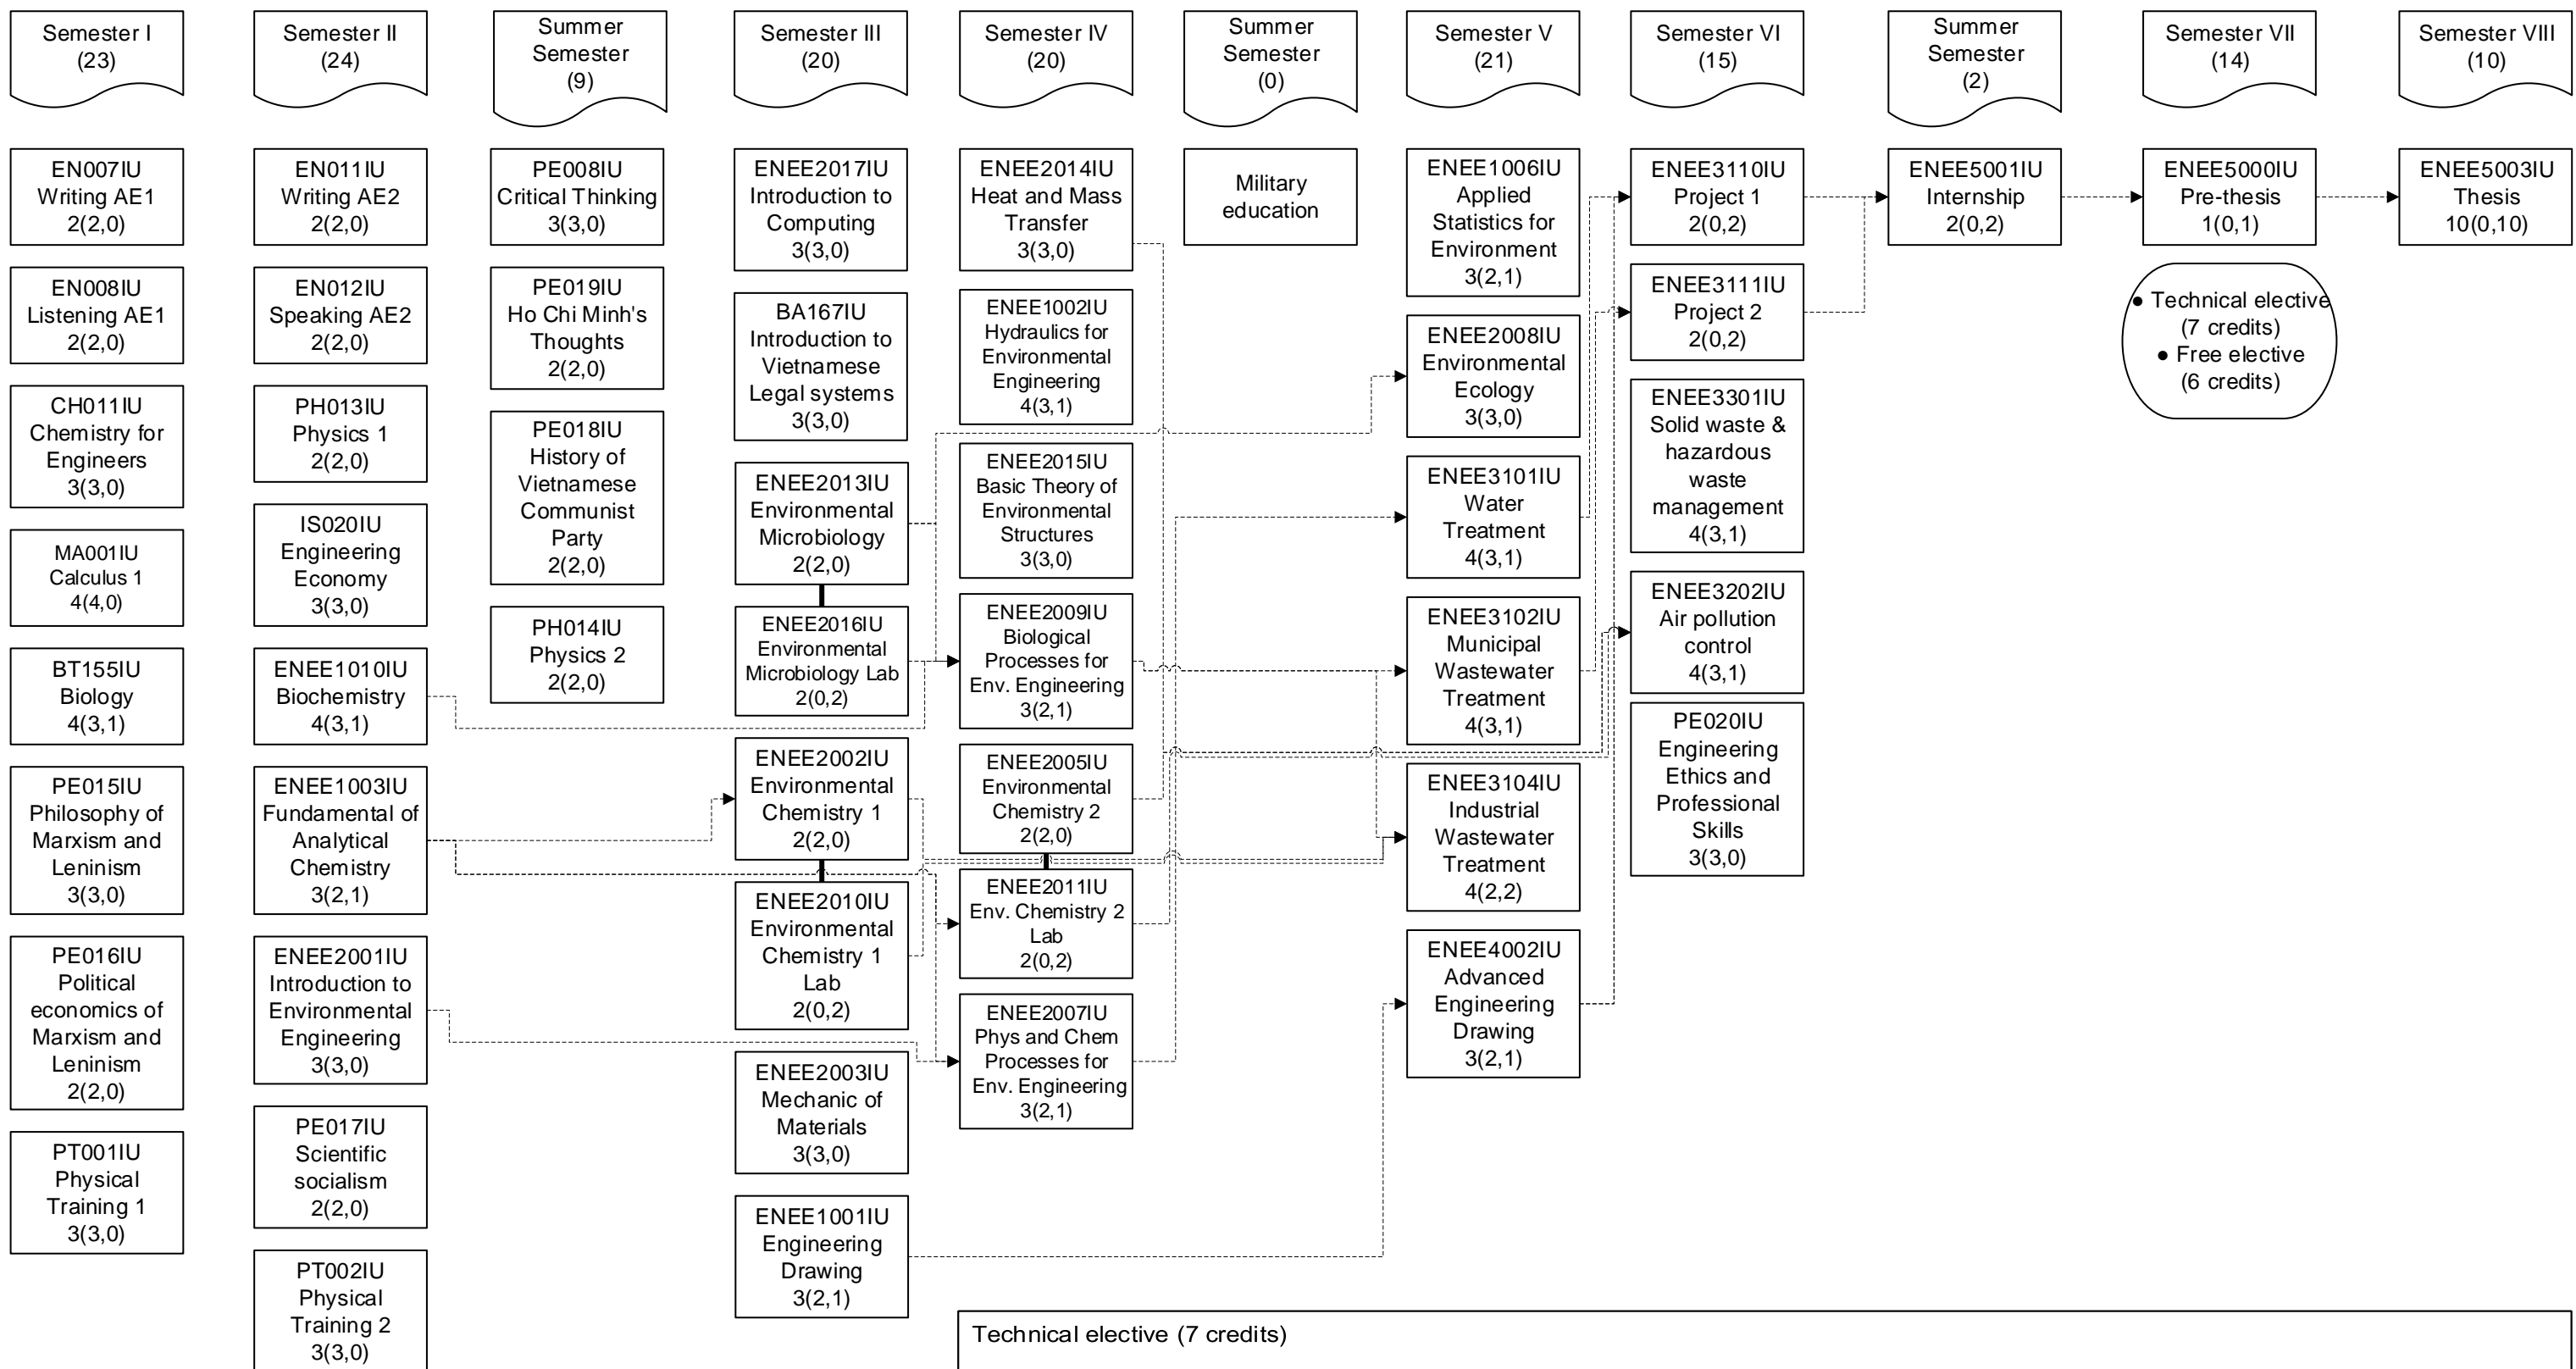 Semester I
(23)
Semester II
(24)
Summer
Semester
(9)
Semester III
(20)
Semester IV
(20)
Summer
Semester
(0)
Semester V
(21)
Semester VI
(15)
Summer
Semester
(2)
Semester VII
(14)
Semester VIII
(10)
EN007IU
Writing AE1
2(2,0)
EN008IU
Listening AE1
2(2,0)
CH011IU
Chemistry for
Engineers
3(3,0)
MA001IU
Calculus 1
4(4,0)
BT155IU
Biology
4(3,1)
PE015IU
Philosophy of
Marxism and
Leninism
3(3,0)
PE016IU
Political
economics of
Marxism and
Leninism
2(2,0)
PT001IU
Physical
Training 1
3(3,0)
EN011IU
Writing AE2
2(2,0)
EN012IU
Speaking AE2
2(2,0)
PH013IU
Physics 1
2(2,0)
IS020IU
Engineering
Economy
3(3,0)
ENEE1010IU
Biochemistry
4(3,1)
ENEE1003IU
Fundamental of
Analytical
Chemistry
3(2,1)
ENEE2001IU
Introduction to
Environmental
Engineering
3(3,0)
PE017IU
Scientific
socialism
2(2,0)
PT002IU
Physical
Training 2
3(3,0)
PE008IU
Critical Thinking
3(3,0)
PE019IU
Ho Chi Minh's
Thoughts
2(2,0)
PE018IU
History of
Vietnamese
Communist
Party
2(2,0)
PH014IU
Physics 2
2(2,0)
ENEE2017IU
Introduction to
Computing
3(3,0)
BA167IU
Introduction to
Vietnamese
Legal systems
3(3,0)
ENEE2013IU
Environmental
Microbiology
2(2,0)
ENEE2016IU
Environmental
Microbiology Lab
2(0,2)
ENEE2002IU
Environmental
Chemistry 1
2(2,0)
ENEE2010IU
Environmental
Chemistry 1
Lab
2(0,2)
ENEE2003IU
Mechanic of
Materials
3(3,0)
ENEE1001IU
Engineering
Drawing
3(2,1)
ENEE2014IU
Heat and Mass
Transfer
3(3,0)
ENEE1002IU
Hydraulics for
Environmental
Engineering
4(3,1)
ENEE2015IU
Basic Theory of
Environmental
Structures
3(3,0)
ENEE2009IU
Biological
Processes for
Env. Engineering
3(2,1)
ENEE2005IU
Environmental
Chemistry 2
2(2,0)
ENEE2011IU
Env. Chemistry 2
Lab
2(0,2)
ENEE2007IU
Phys and Chem
Processes for
Env. Engineering
3(2,1)
Military
education
ENEE1006IU
Applied
Statistics for
Environment
3(2,1)
ENEE2008IU
Environmental
Ecology
3(3,0)
ENEE3101IU
Water
Treatment
4(3,1)
ENEE3102IU
Municipal
Wastewater
Treatment
4(3,1)
ENEE3104IU
Industrial
Wastewater
Treatment
4(2,2)
ENEE4002IU
Advanced
Engineering
Drawing
3(2,1)
ENEE3110IU
Project 1
2(0,2)
ENEE3111IU
Project 2
2(0,2)
ENEE3301IU
Solid waste &
hazardous
waste
management
4(3,1)
ENEE3202IU
Air pollution
control
4(3,1)
PE020IU
Engineering
Ethics and
Professional
Skills
3(3,0)
ENEE5001IU
Internship
2(0,2)
ENEE5000IU
Pre-thesis
1(0,1)
● Technical elective
(7 credits)
● Free elective
(6 credits)
ENEE5003IU
Thesis
10(0,10)
Technical elective (7 credits)